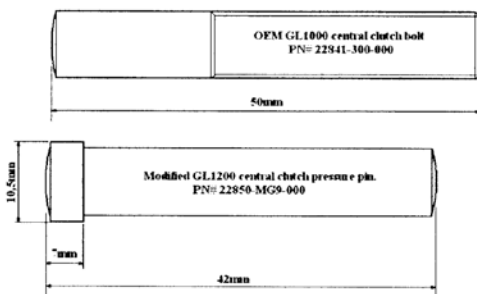 OEM GL1000 central clutch bolt
PN# 22841-300-000
50mm
Modified GL1200 central clutch pressure pin.
PN# 22850-MG9-000
10,5mm
42mm